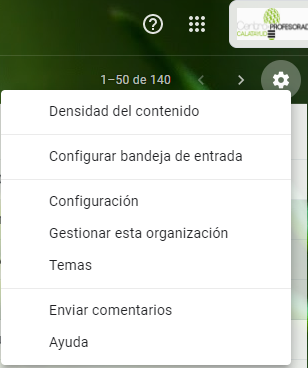 Centro
PROFESORAD
CALATAYUD
1–50 de 140
Densidad del contenido
Configurar bandeja de entrada
Configuración
Gestionar esta organización
Temas
Enviar comentarios
Ayuda